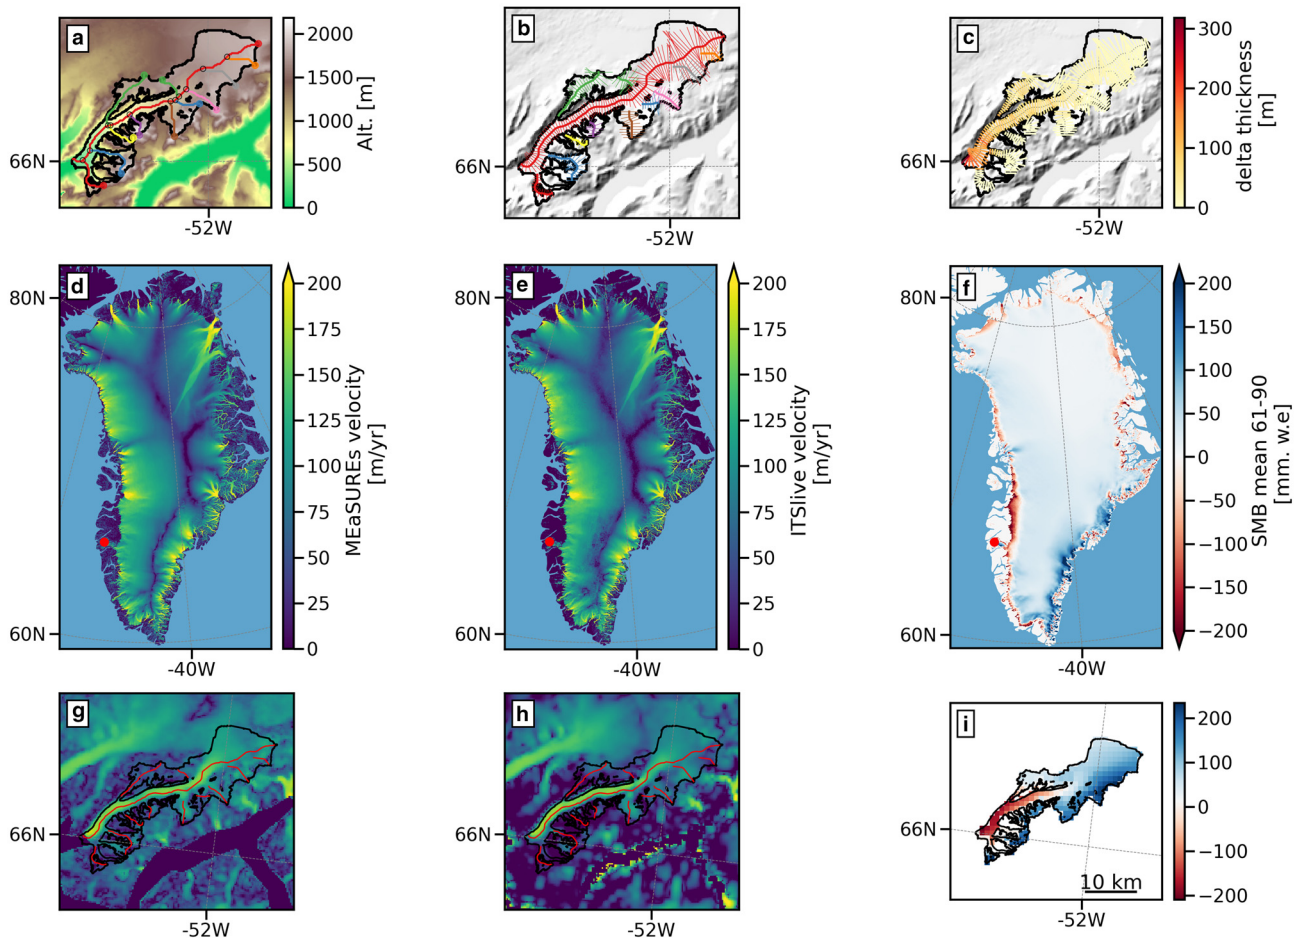 a
66N
-52W
2000
1500
1000
500
0
Alt. [m]
b
66N
-52W
c
66N
-52W
300
200
100
0
delta thickness
[m]
d
80N
60N
-40W
200
175
150
125
100
75
50
25
0
MEaSUREs velocity
[m/yr]
e
80N
60N
-40W
200
175
150
125
100
75
50
25
0
ITSlive velocity
[m/yr]
f
80N
60N
-40W
200
150
100
50
0
−50
−100
−150
−200
SMB mean 61-90
[mm. w.e]
g
66N
-52W
h
66N
-52W
i
66N
-52W
10 km
200
100
0
−100
−200